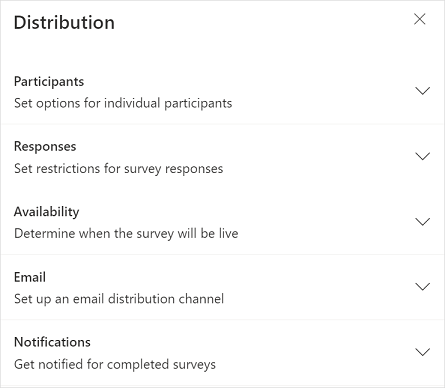 Distribution
Participants
Set options for individual participants
Responses
Set restrictions for survey responses
Availability
Determine when the survey will be live
Email
Set up an email distribution channel
Notifications
Get notified for completed surveys